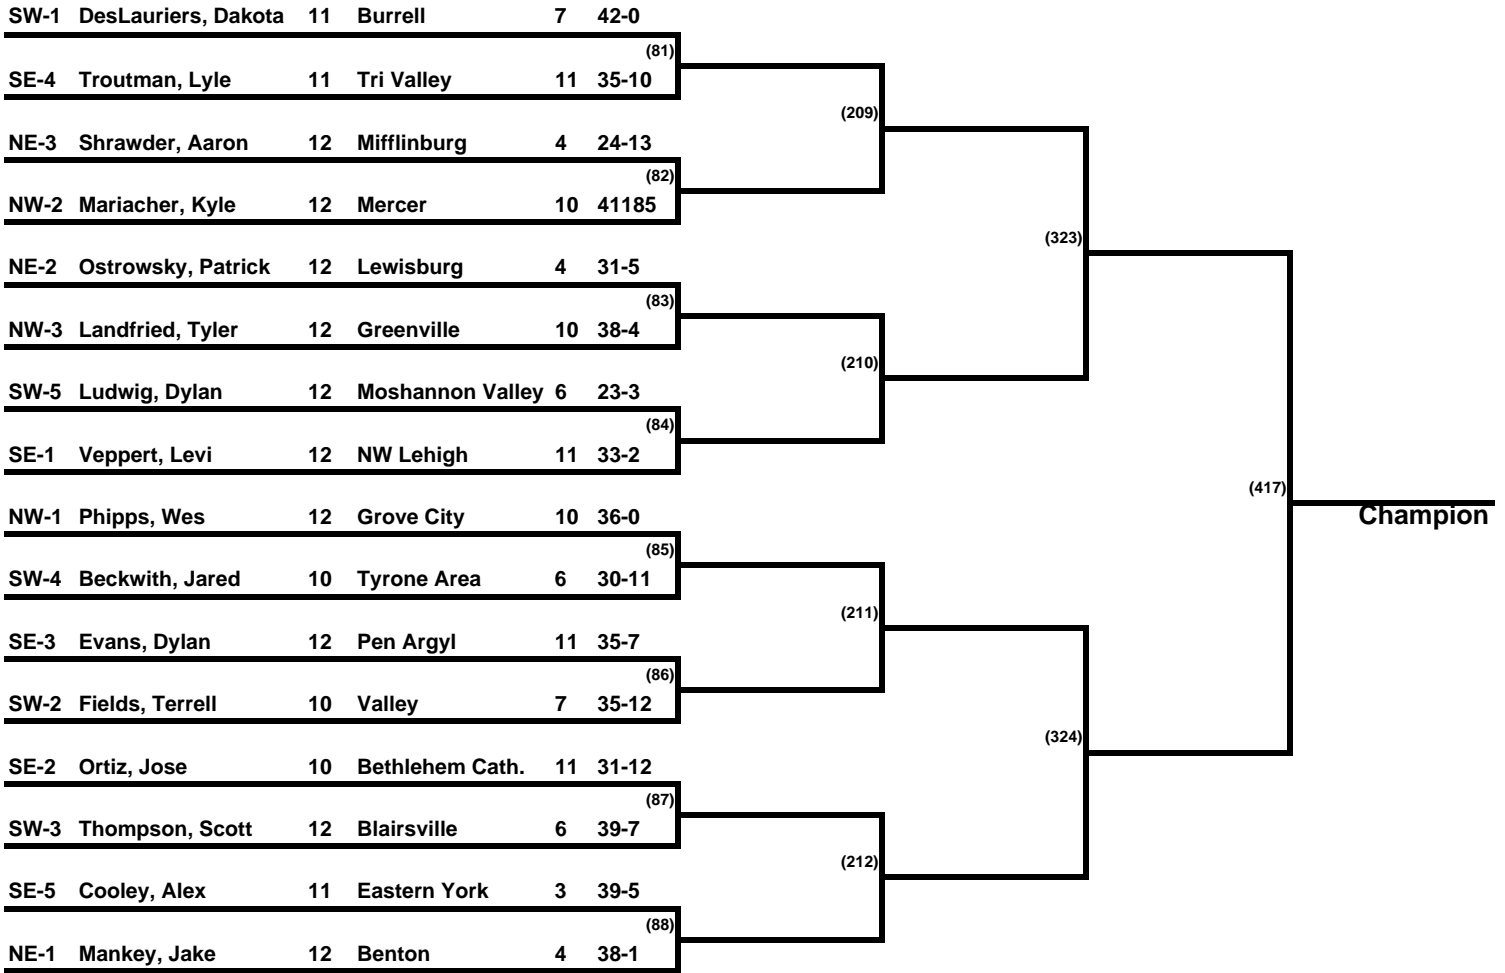 SW-1 DesLauriers, Dakota 11 Burrell 7 42-0
(81)
SE-4 Troutman, Lyle 11 Tri Valley 11 35-10
(209)
NE-3 Shrawder, Aaron 12 Mifflinburg 4 24-13
(82)
NW-2 Mariacher, Kyle 12 Mercer 10 41185
(323)
NE-2 Ostrowsky, Patrick 12 Lewisburg 4 31-5
(83)
NW-3 Landfried, Tyler 12 Greenville 10 38-4
(210)
SW-5 Ludwig, Dylan 12 Moshannon Valley 6 23-3
(84)
SE-1 Veppert, Levi 12 NW Lehigh 11 33-2
(417)
NW-1 Phipps, Wes 12 Grove City 10 36-0
Champion
(85)
SW-4 Beckwith, Jared 10 Tyrone Area 6 30-11
(211)
SE-3 Evans, Dylan 12 Pen Argyl 11 35-7
(86)
SW-2 Fields, Terrell 10 Valley 7 35-12
(324)
SE-2 Ortiz, Jose 10 Bethlehem Cath. 11 31-12
(87)
SW-3 Thompson, Scott 12 Blairsville 6 39-7
(212)
SE-5 Cooley, Alex 11 Eastern York 3 39-5
(88)
NE-1 Mankey, Jake 12 Benton 4 38-1